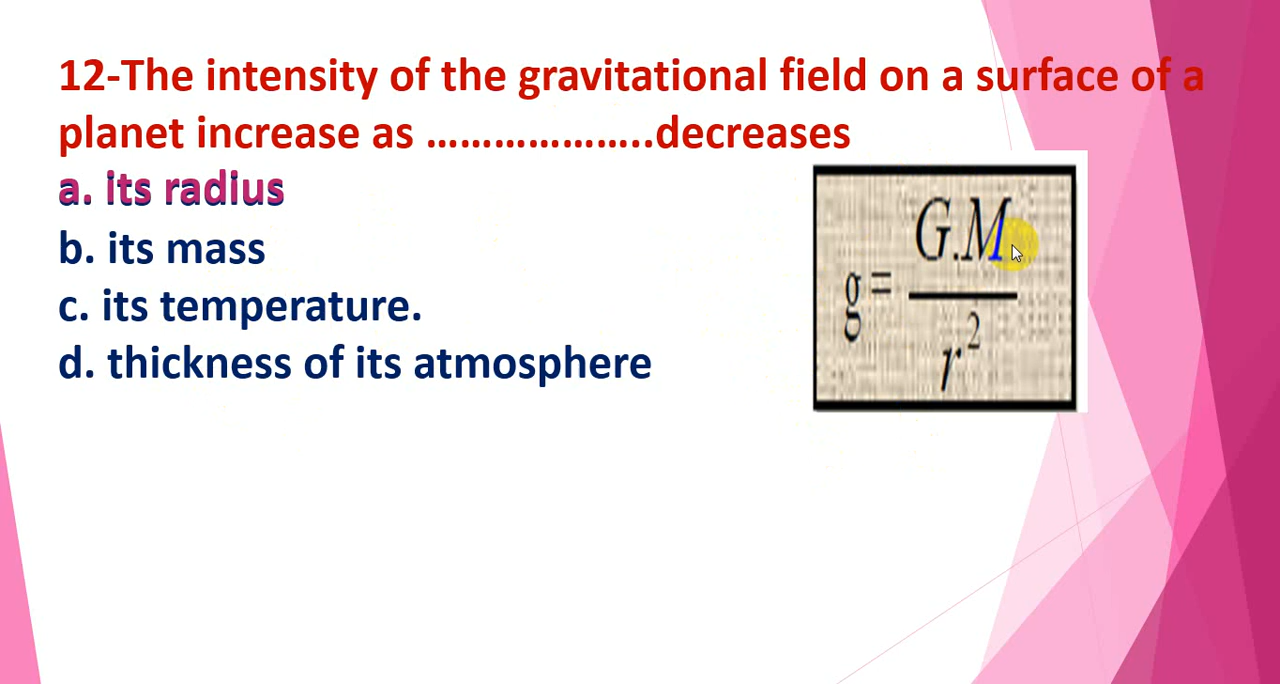 12-The intensity of the gravitational field on a surface of a
planet increase as ………………..decreases
a. its radius
b. its mass
c. its temperature.
d. thickness of its atmosphere
g = G.M / r²